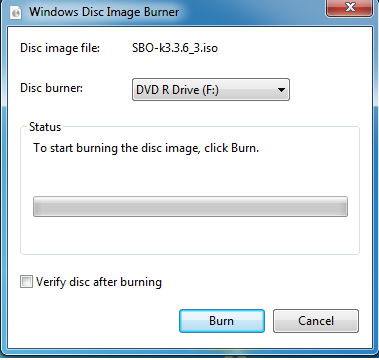 Windows Disc Image Burner
Disc image file: SBO-k3.3.6_3.iso
Disc burner: DVD R Drive (F:)
Status
To start burning the disc image, click Burn.
Verify disc after burning
Burn Cancel